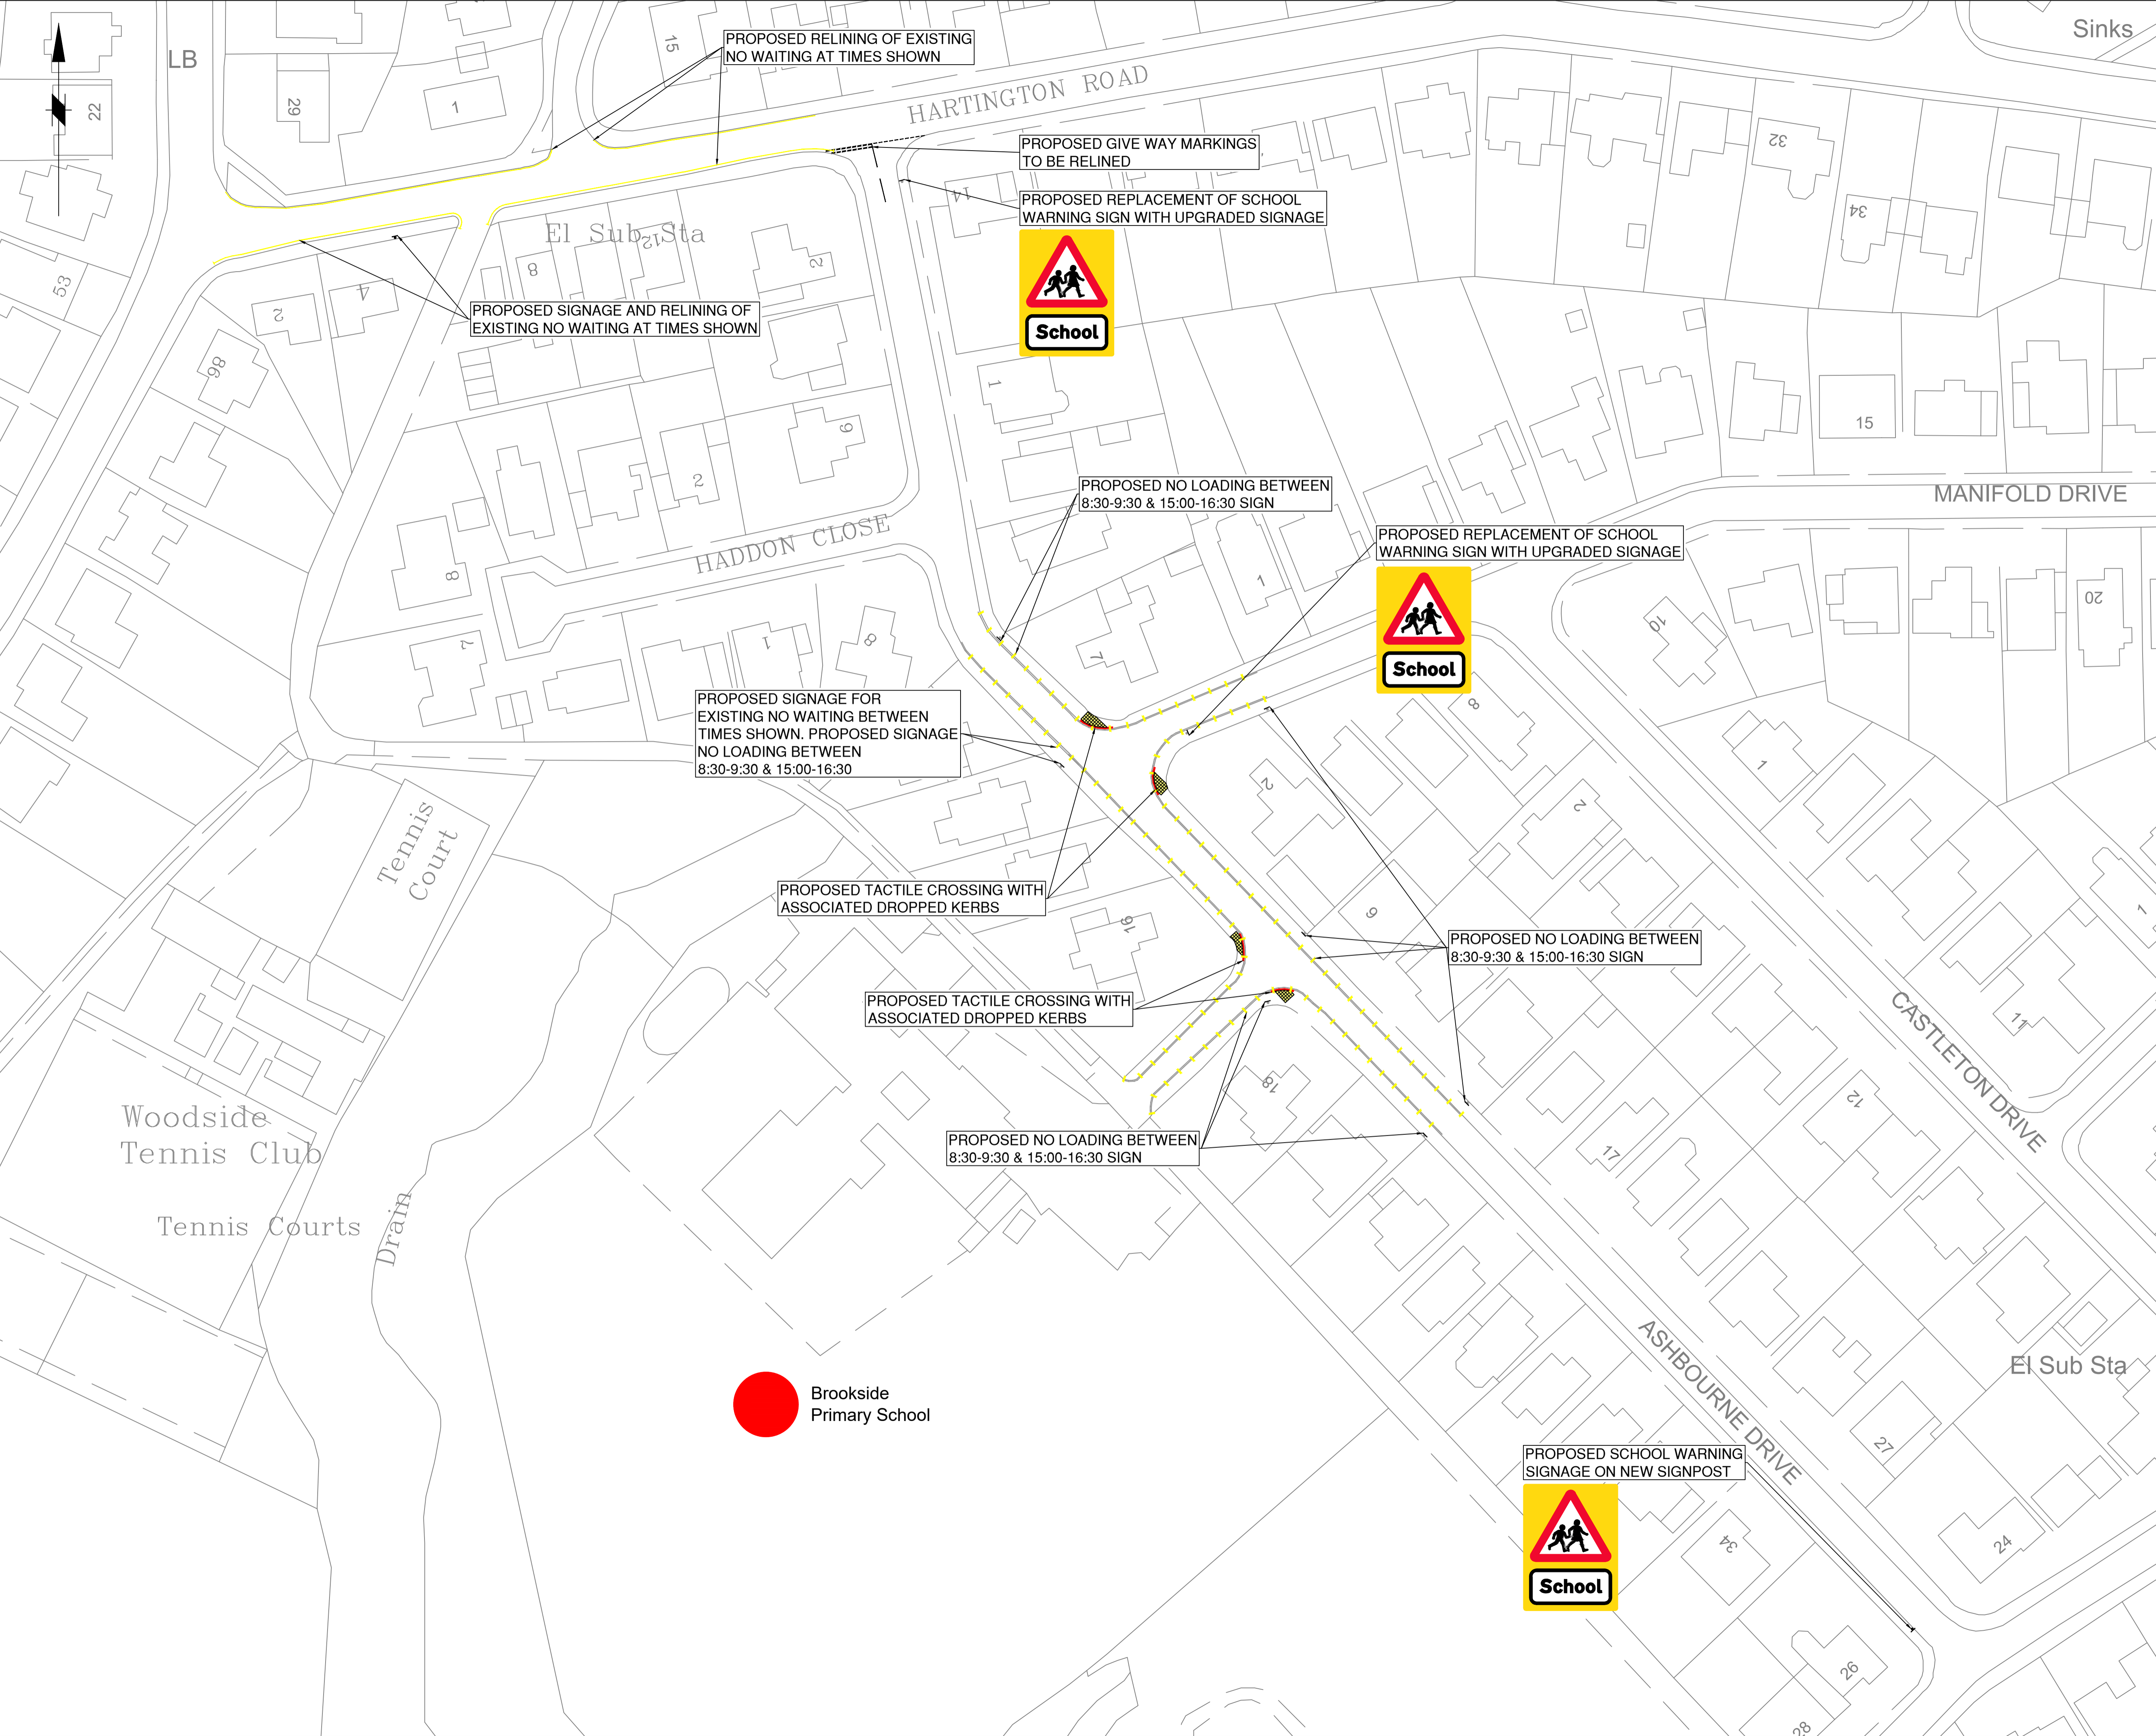 PROPOSED RELINING OF EXISTING
NO WAITING AT TIMES SHOWN
Sinks
LB
15
HARTINGTON ROAD
22
29
1
PROPOSED GIVE WAY MARKINGS
TO BE RELINED
32
PROPOSED REPLACEMENT OF SCHOOL
WARNING SIGN WITH UPGRADED SIGNAGE
School
11
34
El Sub Sta
12
8
2
53
4
2
PROPOSED SIGNAGE AND RELINING OF
EXISTING NO WAITING AT TIMES SHOWN
98
1
9
15
2
PROPOSED NO LOADING BETWEEN
8:30-9:30 & 15:00-16:30 SIGN
MANIFOLD DRIVE
HADDON CLOSE
PROPOSED REPLACEMENT OF SCHOOL
WARNING SIGN WITH UPGRADED SIGNAGE
School
8
1
20
10
7
1
8
7
8
PROPOSED SIGNAGE FOR
EXISTING NO WAITING BETWEEN
TIMES SHOWN. PROPOSED SIGNAGE
NO LOADING BETWEEN
8:30-9:30 & 15:00-16:30
1
2
2
Tennis
Court
PROPOSED TACTILE CROSSING WITH
ASSOCIATED DROPPED KERBS
16
9
1
PROPOSED NO LOADING BETWEEN
8:30-9:30 & 15:00-16:30 SIGN
PROPOSED TACTILE CROSSING WITH
ASSOCIATED DROPPED KERBS
11
CASTLETON DRIVE
18
12
Woodside
Tennis Club
PROPOSED NO LOADING BETWEEN
8:30-9:30 & 15:00-16:30 SIGN
17
Tennis Courts
Drain
ASHBOURNE DRIVE
El Sub Sta
Brookside
Primary School
27
PROPOSED SCHOOL WARNING
SIGNAGE ON NEW SIGNPOST
School
34
24
26
28